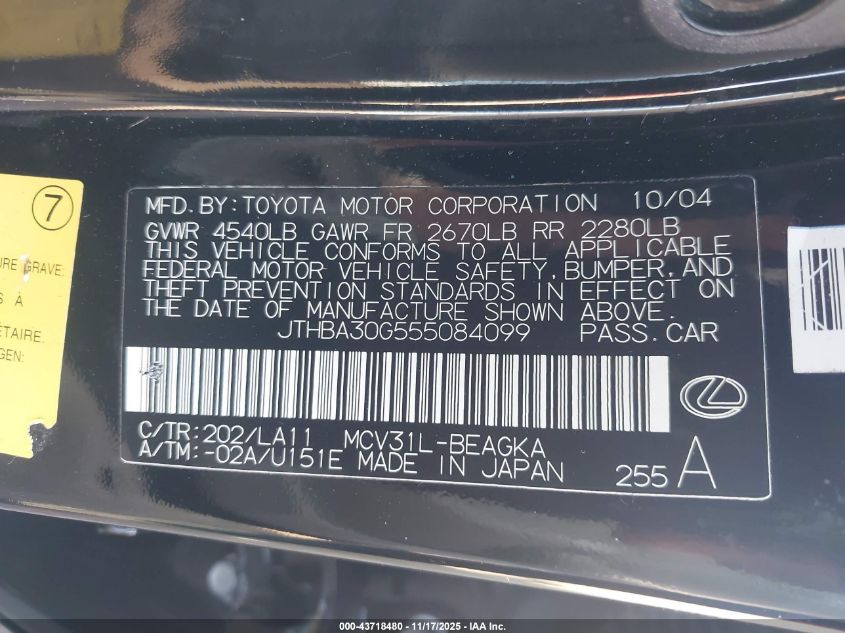 7
URE GRAVE.
S À
ÉTAIRE.
GEN:
MFD. BY: TOYOTA MOTOR CORPORATION 10/04
GVWR 4540LB GAWR FR 2670LB RR 2280LB
THIS VEHICLE CONFORMS TO ALL APPLICABLE
FEDERAL MOTOR VEHICLE SAFETY, BUMPER, AND
THEFT PREVENTION STANDARDS IN EFFECT ON
THE DATE OF MANUFACTURE SHOWN ABOVE.
JTHBA30G555084099 PASS. CAR
C/TR: 202/LA11 MCV31L-BEAGKA
A/TM: -02A/U151E MADE IN JAPAN 255 A
000-43718480 - 11/17/2025 - IAA Inc.